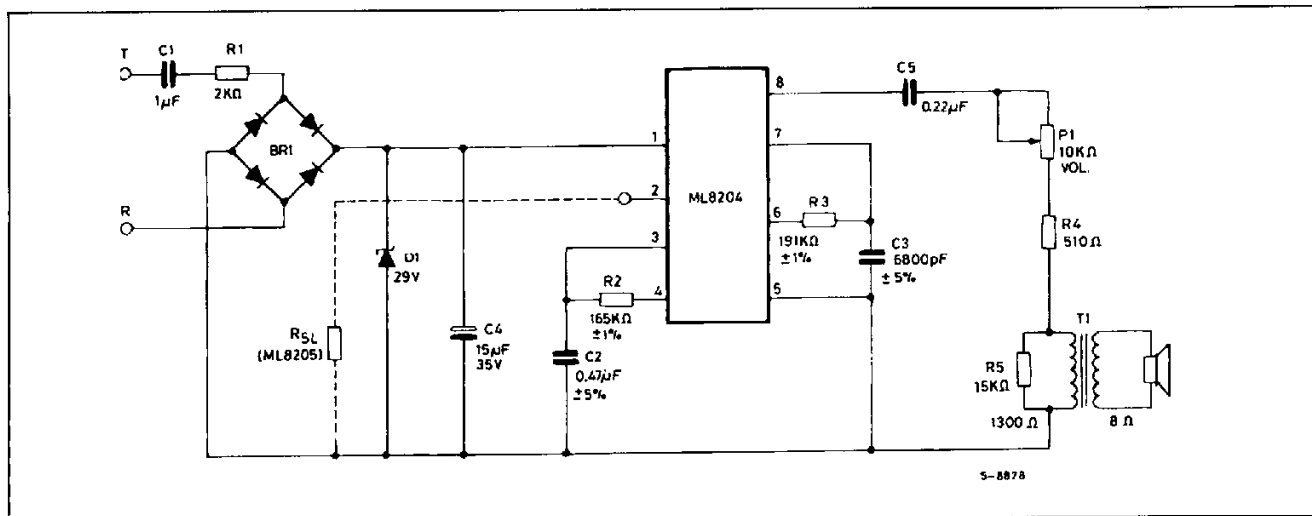 T
C1
1µF
R1
2KΩ
BR1
R
D1
29V
RSL
(ML8205)
C4
15µF
35V
1
2
3
4
R2
165KΩ
±1%
C2
0.47µF
±5%
ML8204
8
7
6
5
R3
191KΩ
±1%
C3
6800pF
±5%
C5
0.22µF
P1
10KΩ
VOL.
R4
510Ω
T1
R5
15KΩ
1300Ω
8Ω
S-8878